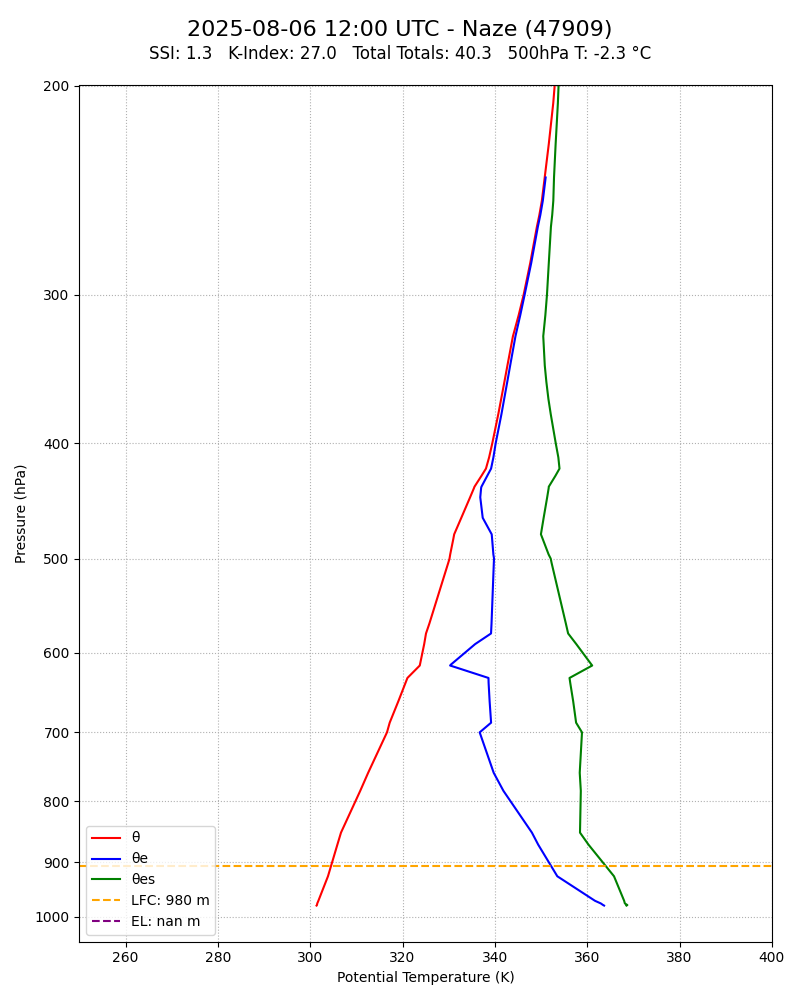 2025-08-06 12:00 UTC - Naze (47909)
SSI: 1.3 K-Index: 27.0 Total Totals: 40.3 500hPa T: -2.3 °C
200
300
400
500
600
700
800
900
1000
Pressure (hPa)
θ
θe
θes
LFC: 980 m
EL: nan m
260 280 300 320 340 360 380 400
Potential Temperature (K)